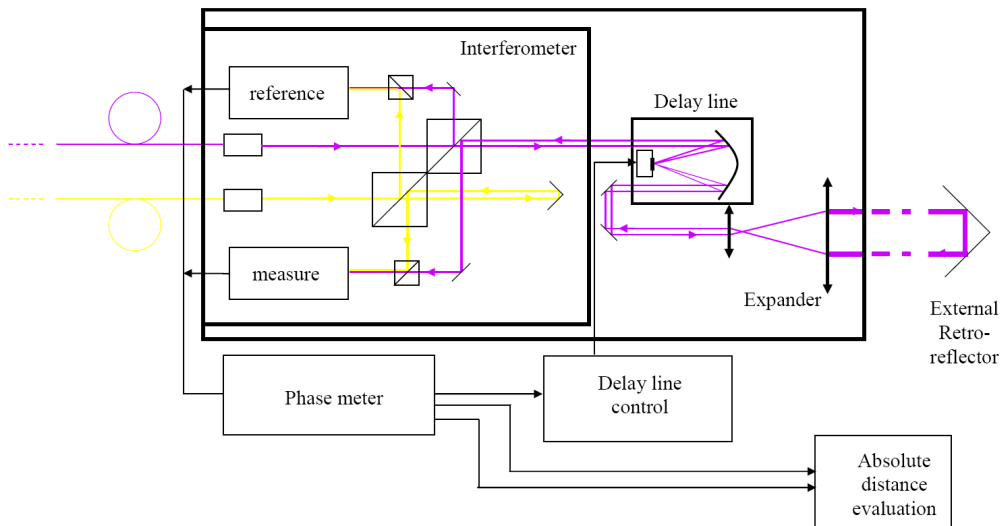 Interferometer
reference
Delay line
measure
Expander
External
Retro-
reflector
Phase meter
Delay line
control
Absolute
distance
evaluation